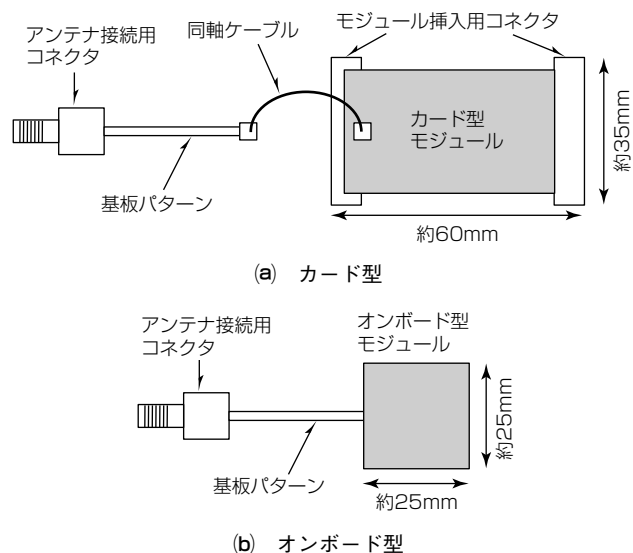 アンテナ接続用
コネクタ
同軸ケーブル
モジュール挿入用コネクタ
カード型
モジュール
約35mm
基板パターン
約60mm
(a) カード型
アンテナ接続用
コネクタ
オンボード型
モジュール
約25mm
基板パターン
約25mm
(b) オンボード型